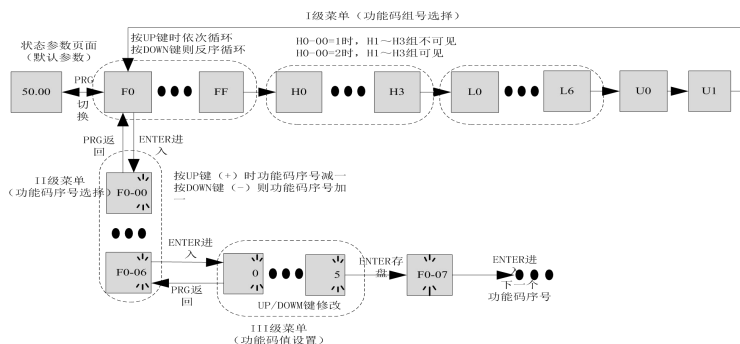 I级菜单（功能码组号选择）
状态参数页面
（默认参数）
按UP键时依次循环
按DOWN键则反序循环
H0-00=1时，H1～H3组不可见
H0-00=2时，H1～H3组可见
50.00
PRG
切
换
F0
FF
H0
H3
L0
L6
U0
U1
PRG返
回
ENTER进
入
II级菜单
（功能码序号选择）
F0-00
按UP键（+）时功能码序号减一
按DOWN键（-）则功能码序号加
一
F0-06
ENTER进
入
PRG返
回
0
5
UP/DOWM键修改
ENTER存
盘
F0-07
ENTER进
入
下一个
功能码序号
III级菜单
（功能码值设置）